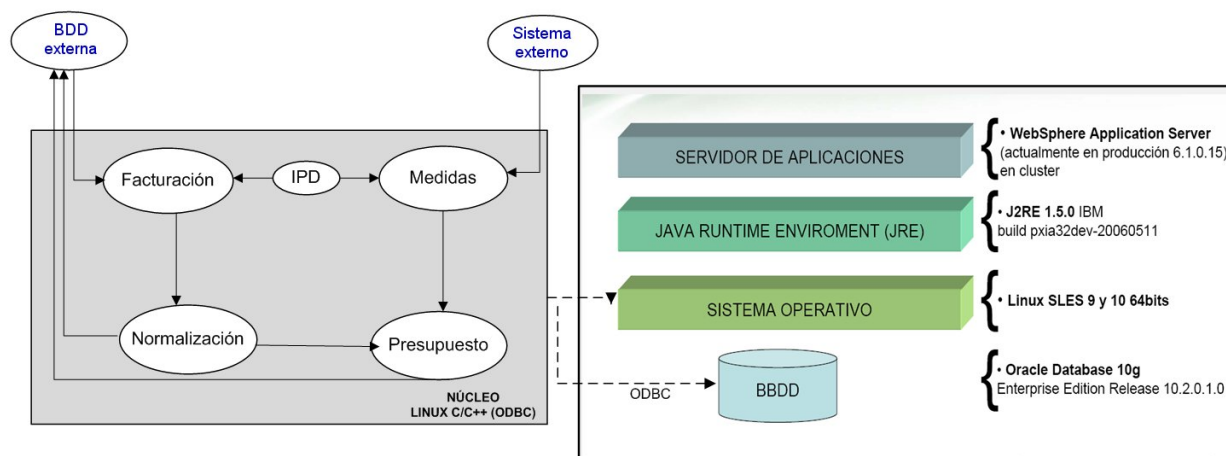 BDD
externa
Sistema
externo
Facturación
IPD
Medidas
Normalización
Presupuesto
NÚCLEO
LINUX C/C++ (ODBC)
ODBC
SERVIDOR DE APLICACIONES
• WebSphere Application Server
(actualmente en producción 6.1.0.15)
en cluster
JAVA RUNTIME ENVIROMENT (JRE)
• J2RE 1.5.0 IBM
build pxia32dev-20060511
SISTEMA OPERATIVO
• Linux SLES 9 y 10 64bits
BBDD
• Oracle Database 10g
Enterprise Edition Release 10.2.0.1.0